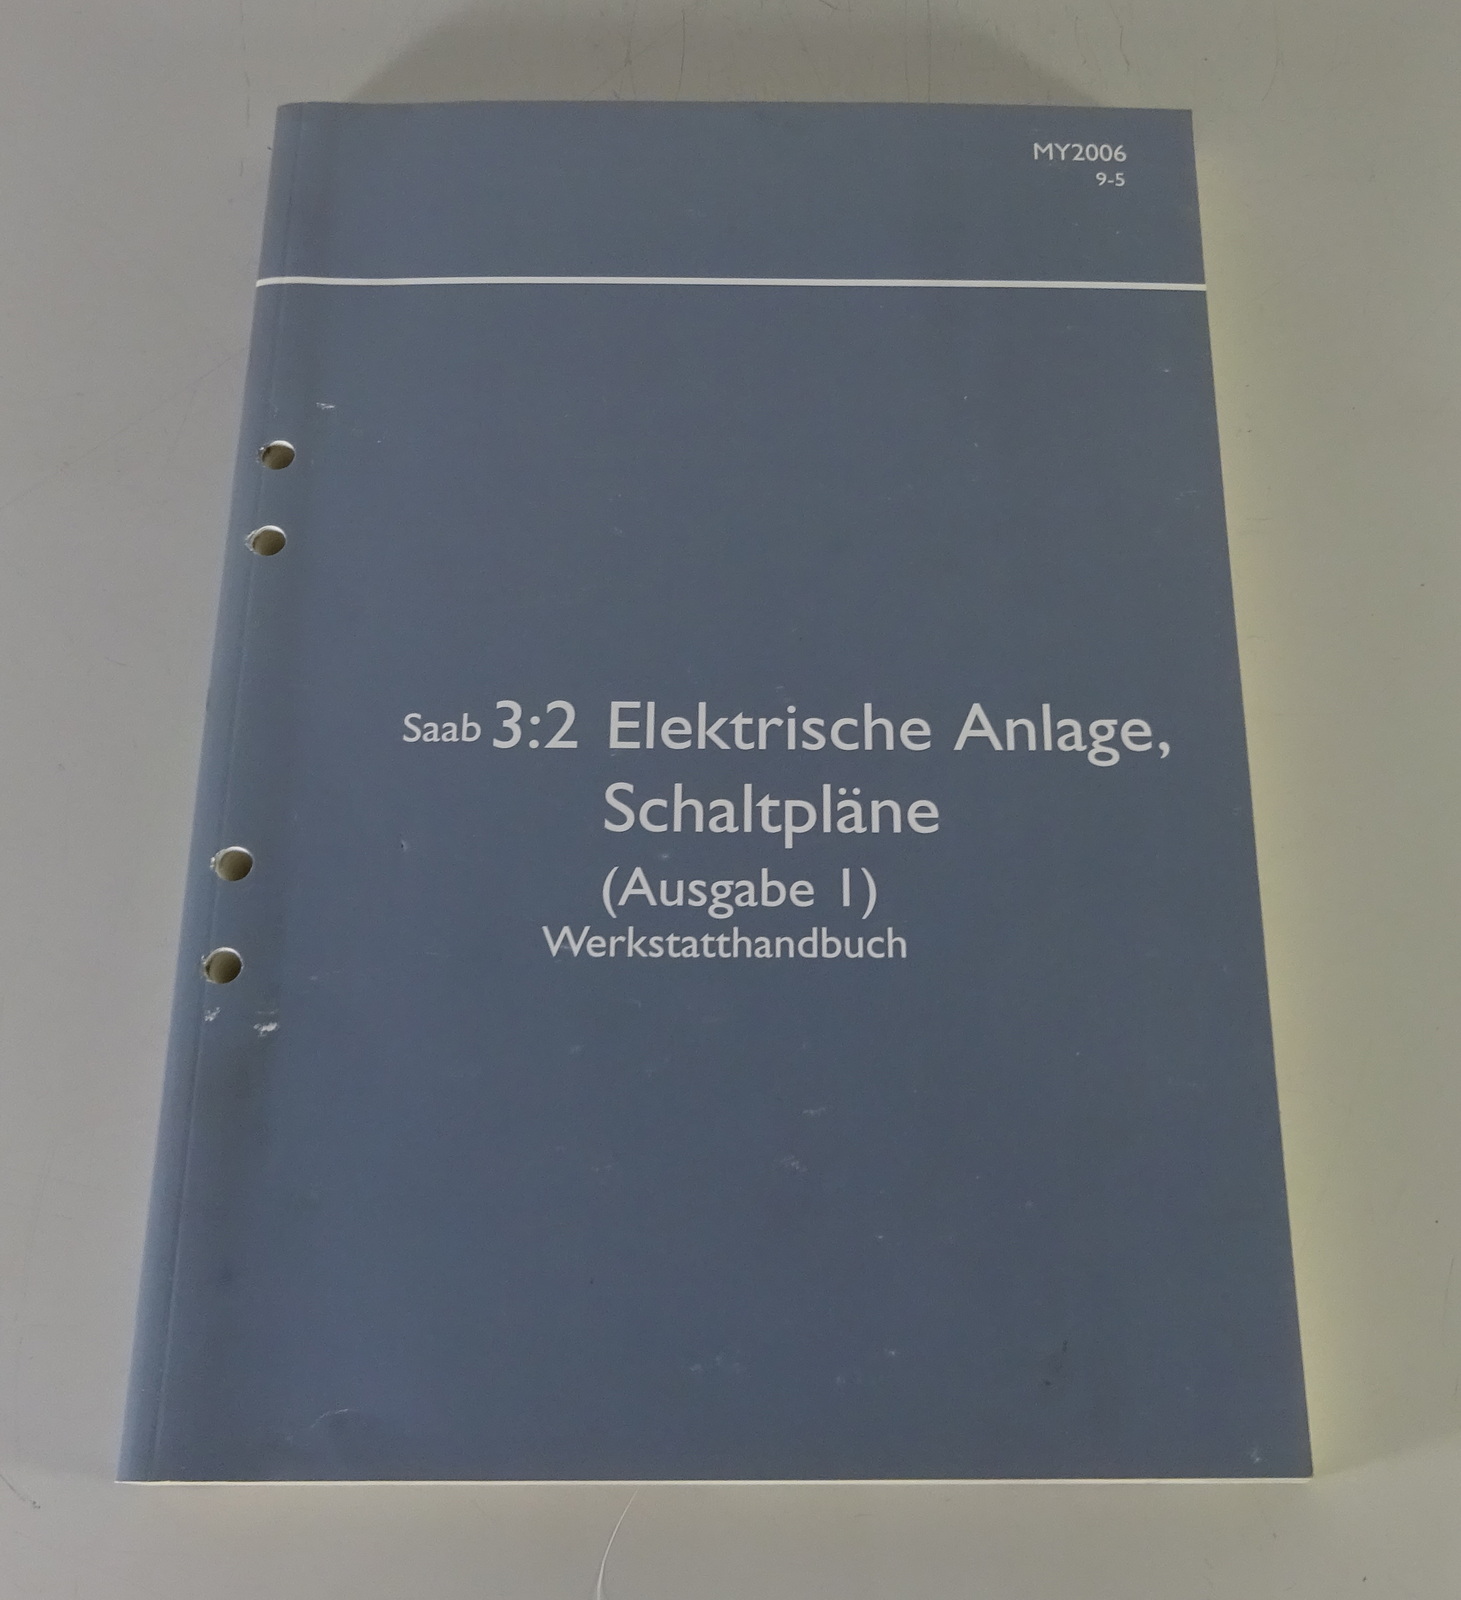 MY2006
9-5
Saab 3:2 Elektrische Anlage,
Schaltpläne
(Ausgabe 1)
Werkstatthandbuch